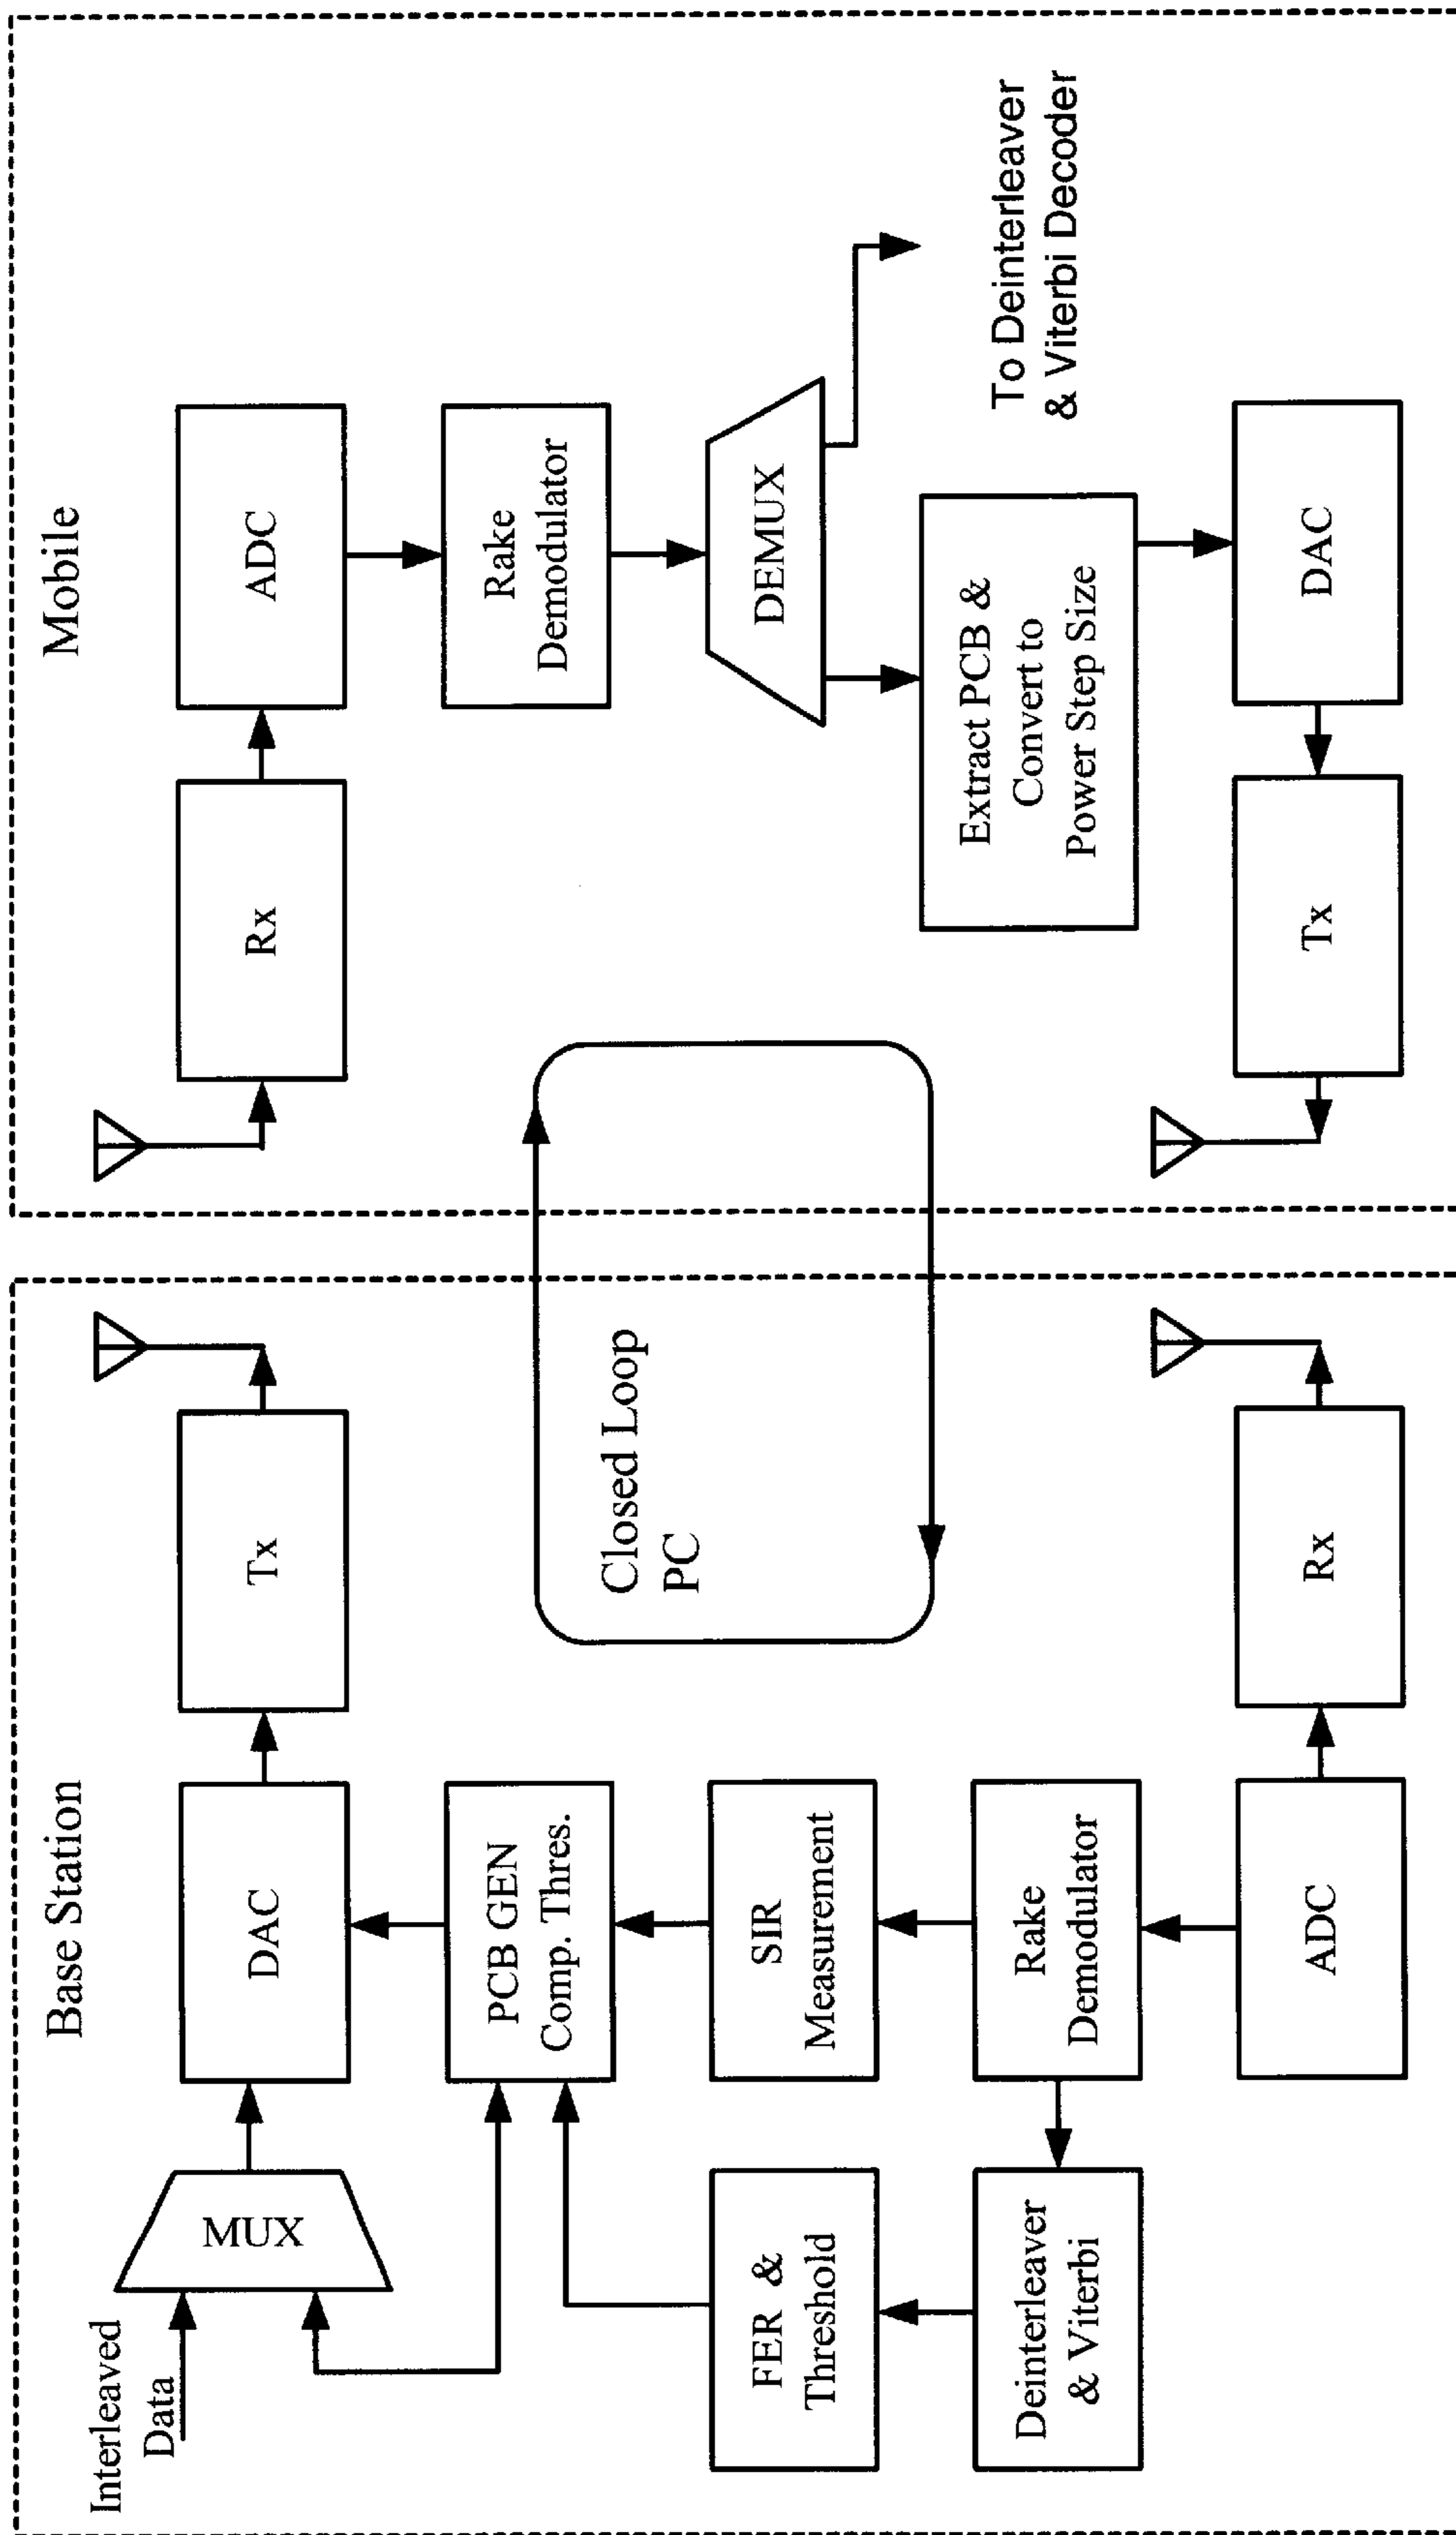 Base Station
Interleaved
Data
MUX
DAC
Tx
PCB GEN
Comp. Thres.
FER &
Threshold
SIR
Measurement
Deinterleaver
& Viterbi
Rake
Demodulator
ADC
Rx
Closed Loop
PC
Mobile
Rx
ADC
Rake
Demodulator
DEMUX
Extract PCB &
Convert to
Power Step Size
To Deinterleaver
& Viterbi Decoder
Tx
DAC